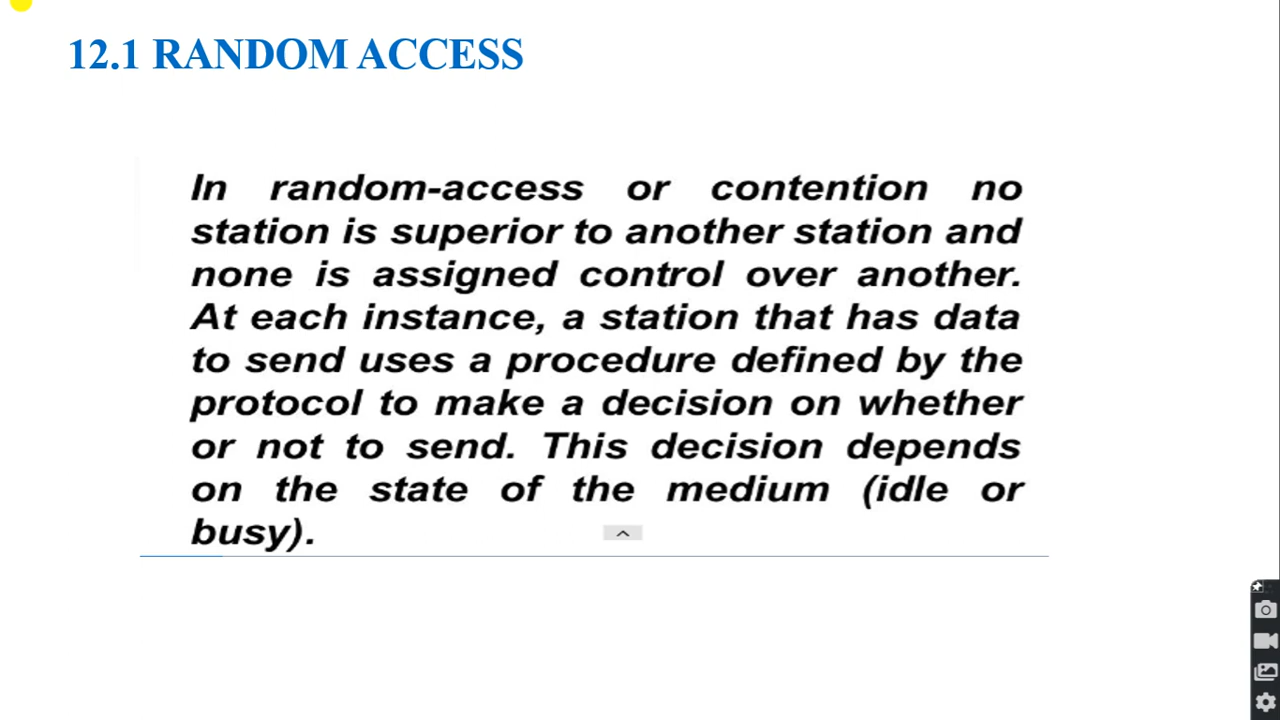 12.1 RANDOM ACCESS
In random-access or contention no
station is superior to another station and
none is assigned control over another.
At each instance, a station that has data
to send uses a procedure defined by the
protocol to make a decision on whether
or not to send. This decision depends
on the state of the medium (idle or
busy).